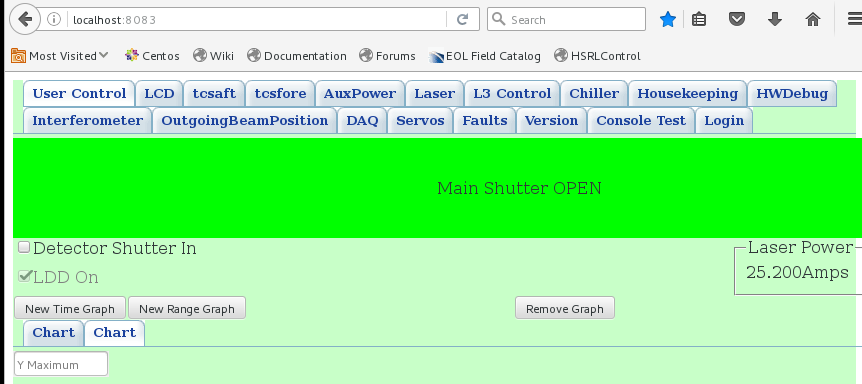 localhost:8083
Search
Most Visited Centos Wiki Documentation Forums EOL Field Catalog HSRLControl
User Control LCD tcsaft tcsfore AuxPower Laser L3 Control Chiller Housekeeping HWDebug
Interferometer OutgoingBeamPosition DAQ Servos Faults Version Console Test Login
Main Shutter OPEN
Detector Shutter In
Laser Power
25.200Amps
LDD On
New Time Graph New Range Graph Remove Graph
Chart Chart
Y Maximum